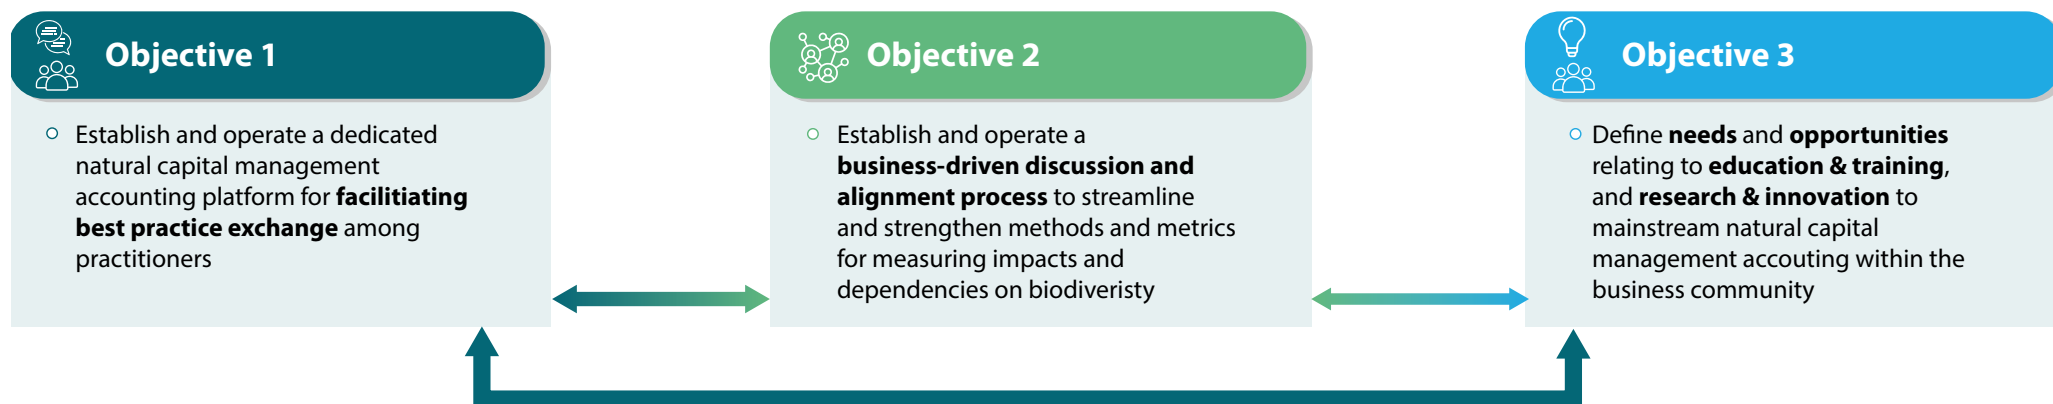 Objective 1
Establish and operate a dedicated
natural capital management
accounting platform for facilitiating
best practice exchange among
practitioners
Objective 2
Establish and operate a
business-driven discussion and
alignment process to streamline
and strengthen methods and metrics
for measuring impacts and
dependencies on biodiveristy
Objective 3
Define needs and opportunities
relating to education & training,
and research & innovation to
mainstream natural capital
management accouting within the
business community